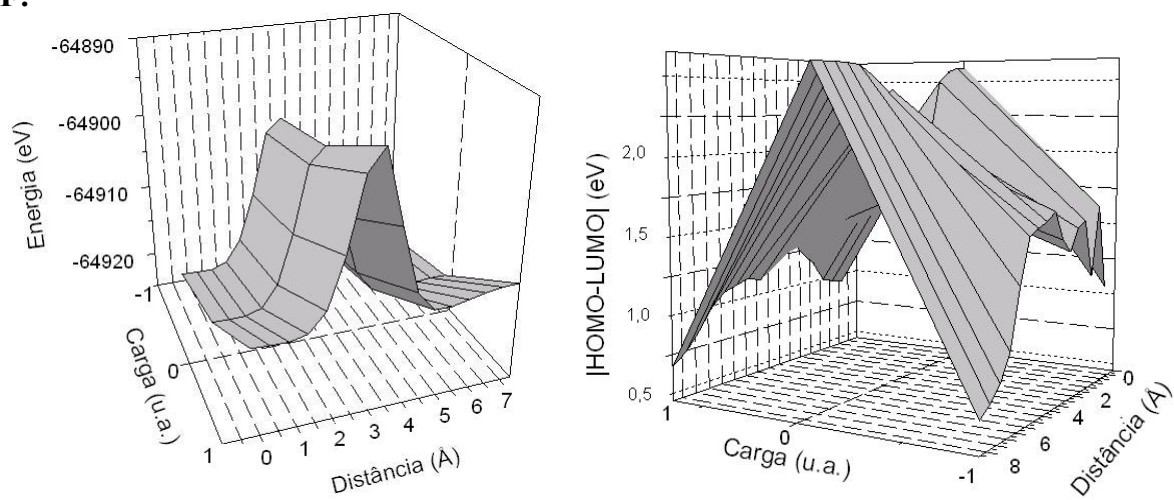 -64890
-64900
-64910
-64920
Energia (eV)
-1
0
1
Carga (u.a.)
0 1 2 3 4 5 6 7
Distância (Å)
2,0
1,5
1,0
0,5
|HOMO-LUMO| (eV)
1
0
-1
Carga (u.a.)
8
6
4
2
0
Distância (Å)